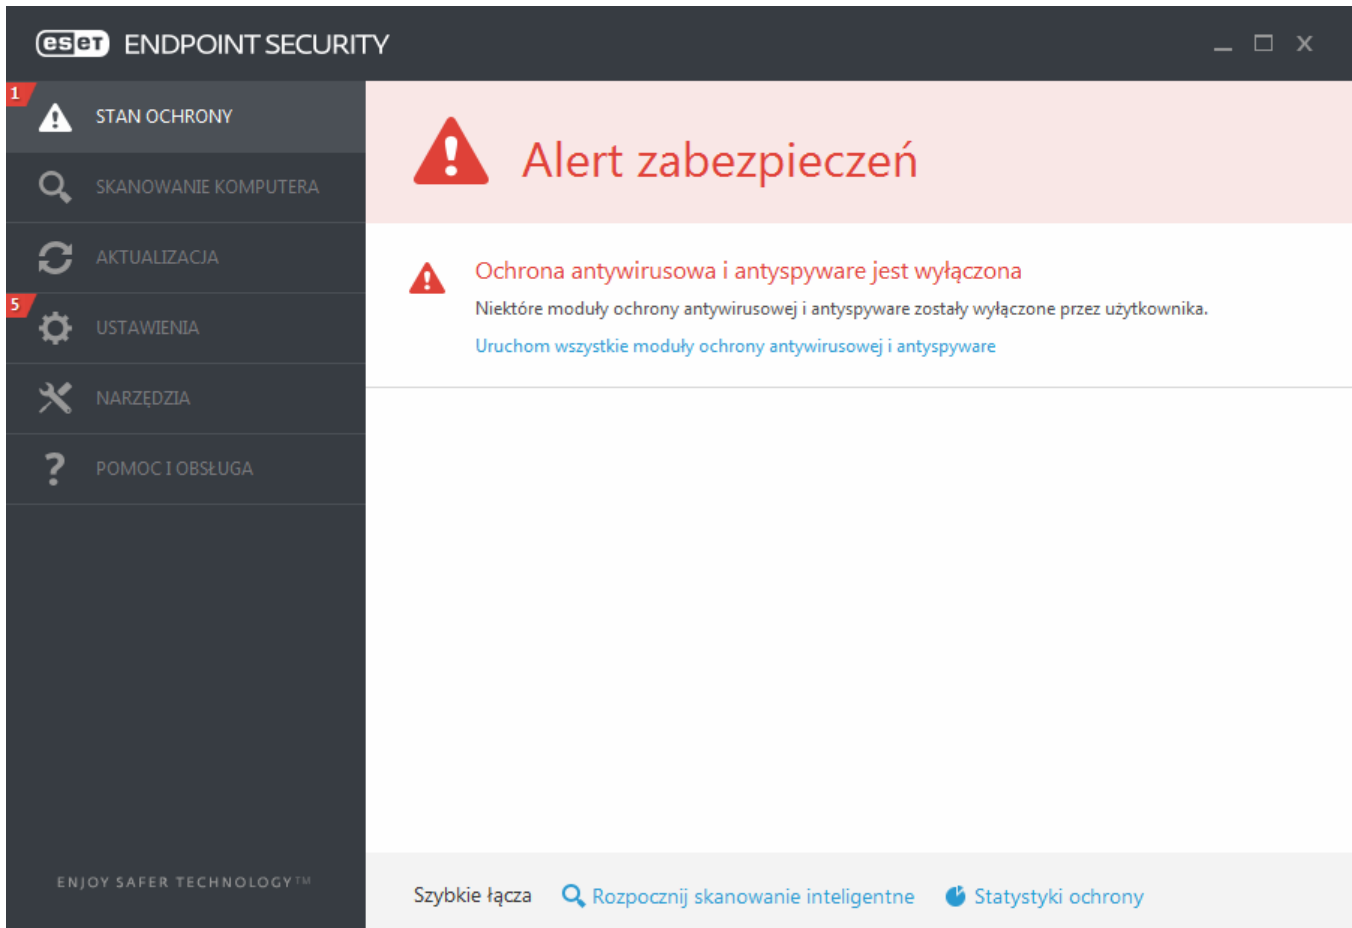 eset ENDPOINT SECURITY
1
STAN OCHRONY
SKANOWANIE KOMPUTERA
AKTUALIZACJA
5
USTAWIENIA
NARZĘDZIA
POMOC I OBSŁUGA
ENJOY SAFER TECHNOLOGY™
Alert zabezpieczeń
Ochrona antywirusowa i antyspyware jest wyłączona
Niektóre moduły ochrony antywirusowej i antyspyware zostały wyłączone przez użytkownika.
Uruchom wszystkie moduły ochrony antywirusowej i antyspyware
Szybkie łącza Rozpocznij skanowanie inteligentne Statystyki ochrony